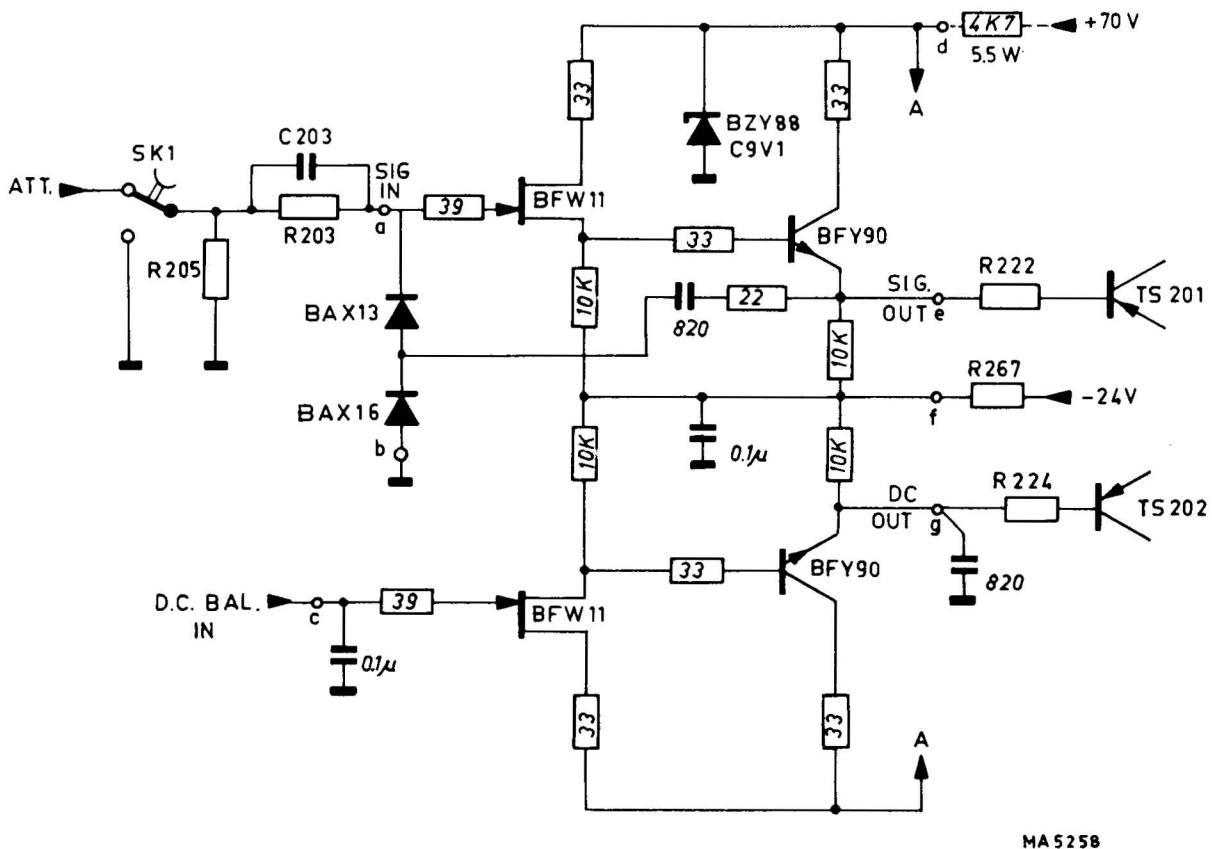 4K7
+70 V
d
5.5 W
33
33
A
C203
BZY88
C9V1
SK1
SIG
IN
ATT.
39
BFW11
a
R203
33
BFY90
R205
10K
SIG.
R222
BAX13
22
OUT
e
TS 201
820
10K
R267
BAX16
-24V
f
b
10K
0.1µ
10K
R 224
DC
OUT
g
TS 202
33
BFY90
820
D.C. BAL.
IN
c
39
BFW11
0.1µ
33
33
A
MA5258